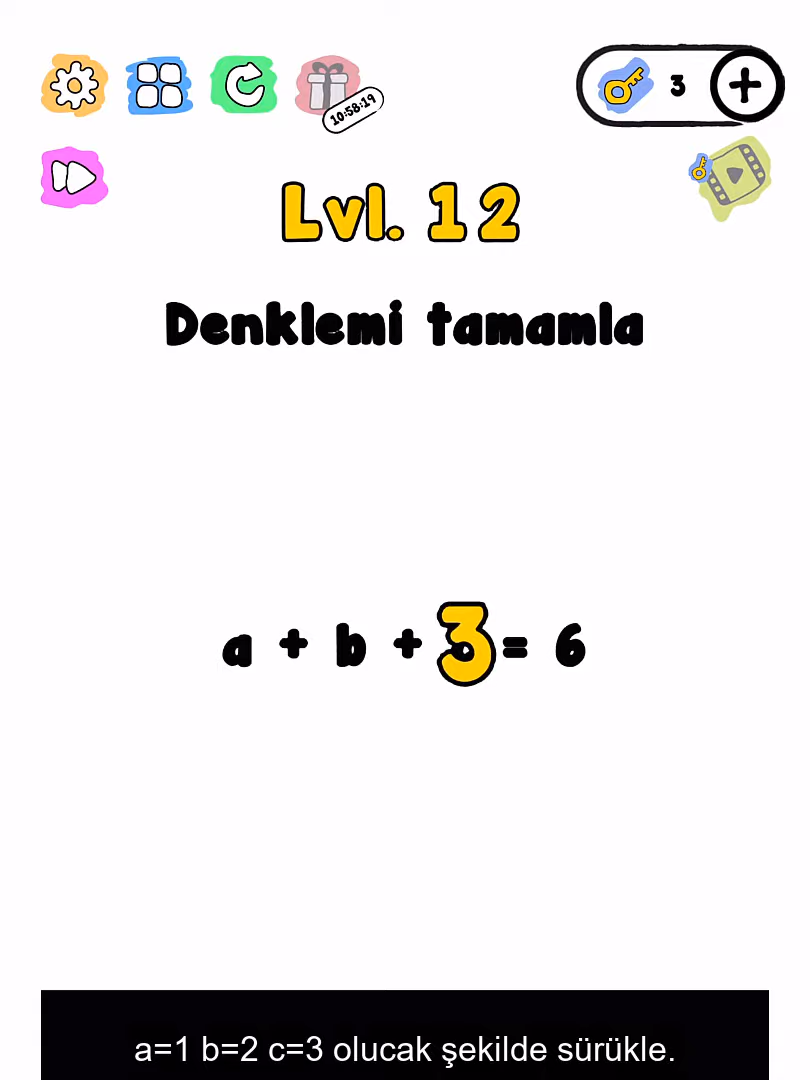 10:58:19
3
Lvl. 12
Denklemi tamamla
a + b + 3 = 6
a=1 b=2 c=3 olucak şekilde sürükle.